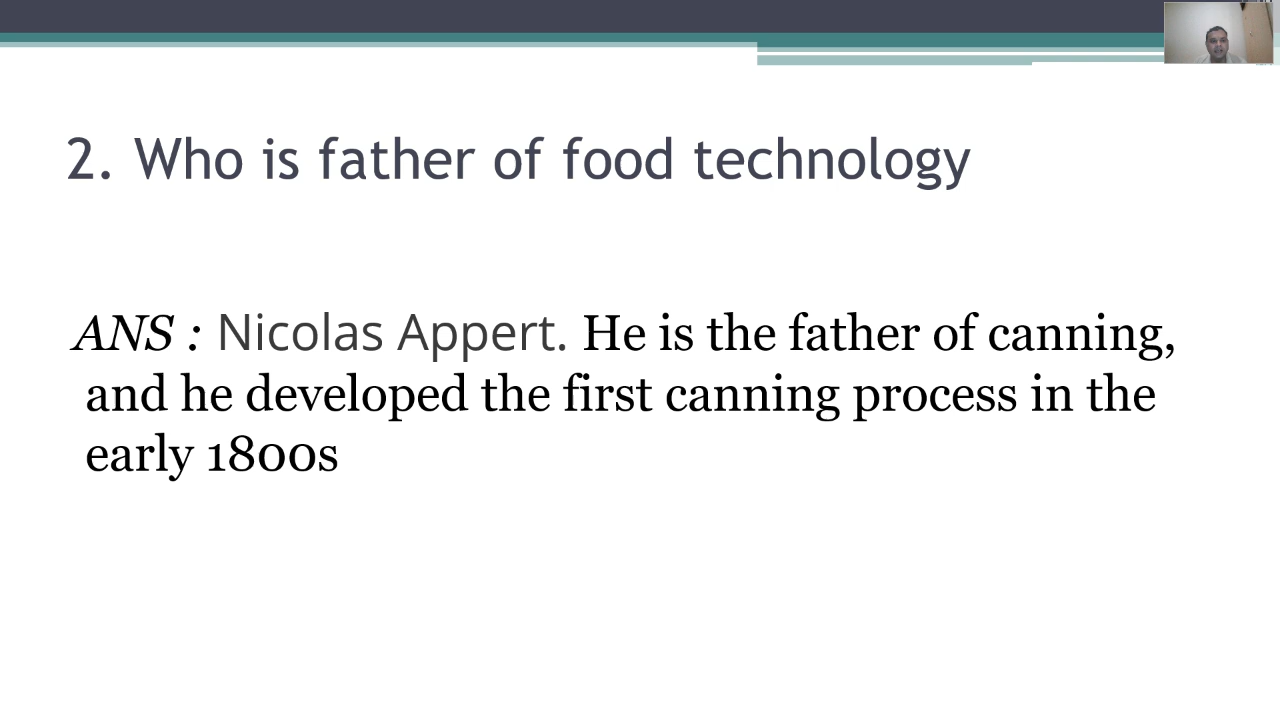 2. Who is father of food technology
ANS : Nicolas Appert. He is the father of canning,
and he developed the first canning process in the
early 1800s